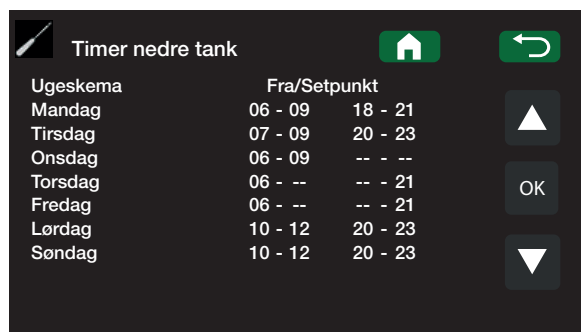 Timer nedre tank
Ugeskema Fra/Setpunkt
Mandag 06 - 09 18 - 21
Tirsdag 07 - 09 20 - 23
Onsdag 06 - 09 -- - --
Torsdag 06 - -- -- - 21
Fredag 06 - -- -- - 21
Lørdag 10 - 12 20 - 23
Søndag 10 - 12 20 - 23
OK